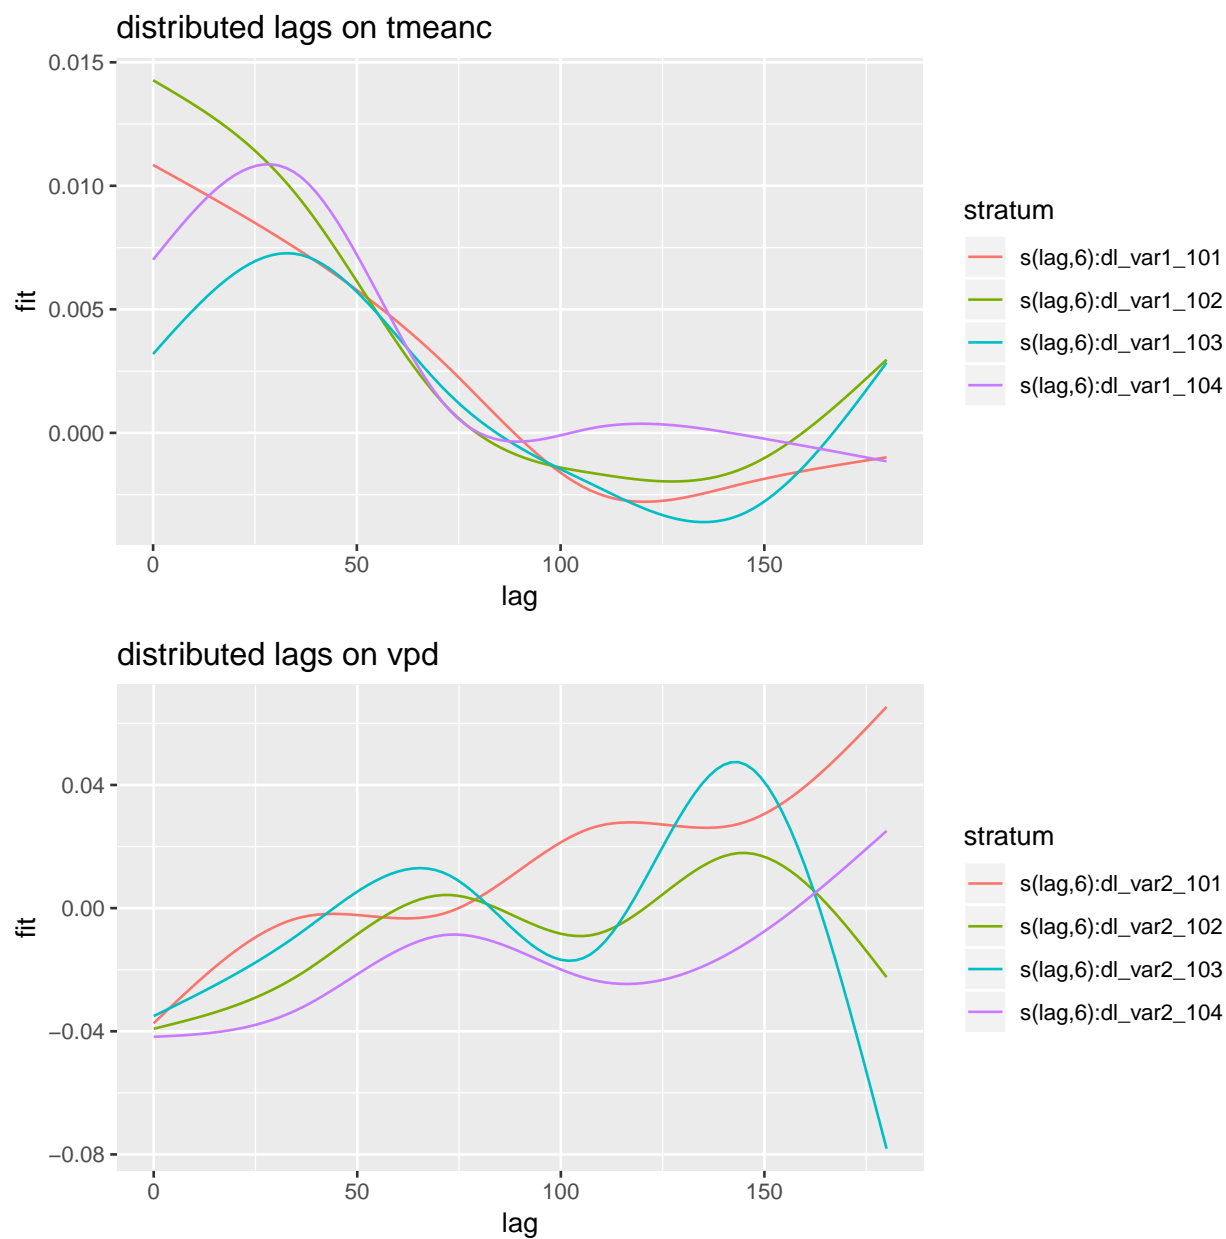 distributed lags on tmeanc
0.015
0.010
0.005
0.000
fit
0
50
100
150
lag
stratum
s(lag,6):dl_var1_101
s(lag,6):dl_var1_102
s(lag,6):dl_var1_103
s(lag,6):dl_var1_104
distributed lags on vpd
0.04
0.00
−0.04
−0.08
fit
0
50
100
150
lag
stratum
s(lag,6):dl_var2_101
s(lag,6):dl_var2_102
s(lag,6):dl_var2_103
s(lag,6):dl_var2_104